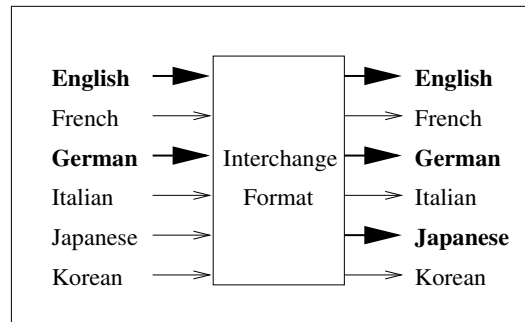 English English
French French
German Interchange German
Italian Format Italian
Japanese Japanese
Korean Korean